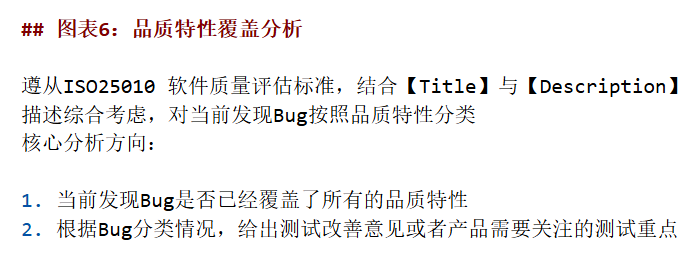 ## 图表6：品质特性覆盖分析
遵从ISO25010 软件质量评估标准，结合【Title】与【Description】
描述综合考虑，对当前发现Bug按照品质特性分类
核心分析方向：
1. 当前发现Bug是否已经覆盖了所有的品质特性
2. 根据Bug分类情况，给出测试改善意见或者产品需要关注的测试重点